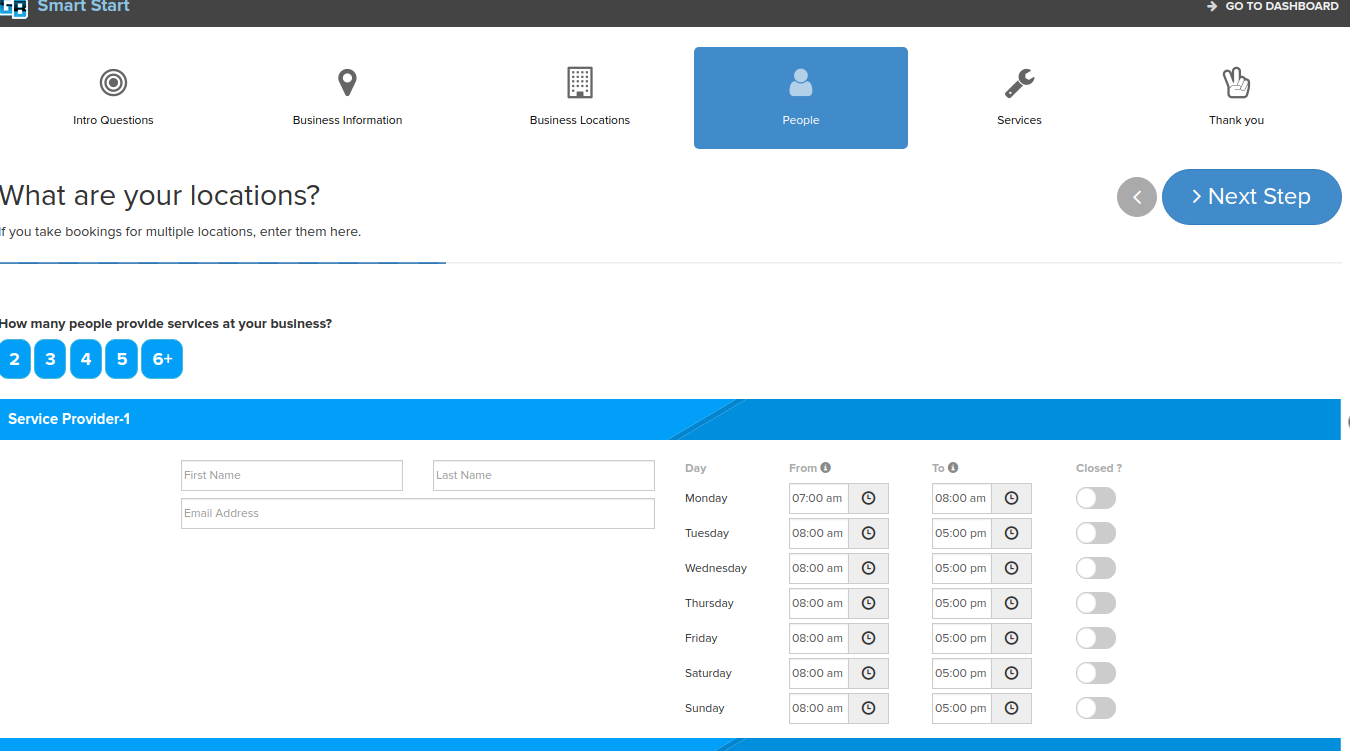 GB Smart Start
GO TO DASHBOARD
Intro Questions
Business Information
Business Locations
People
Services
Thank you
What are your locations?
Next Step
If you take bookings for multiple locations, enter them here.
How many people provide services at your business?
2 3 4 5 6+
Service Provider-1
First Name
Last Name
Email Address
Day From To Closed ?
Monday 07:00 am 08:00 am
Tuesday 08:00 am 05:00 pm
Wednesday 08:00 am 05:00 pm
Thursday 08:00 am 05:00 pm
Friday 08:00 am 05:00 pm
Saturday 08:00 am 05:00 pm
Sunday 08:00 am 05:00 pm